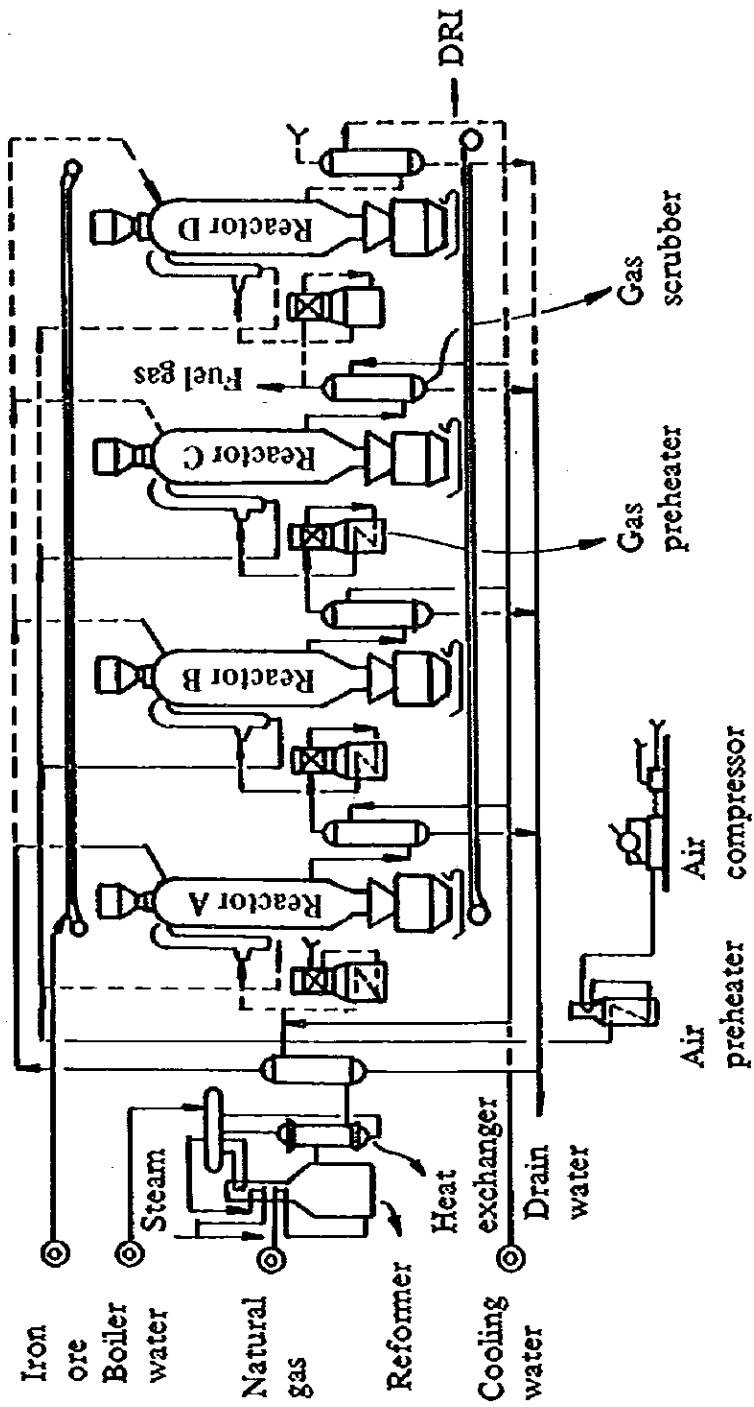 Iron
ore
Boiler
water
Steam
Natural
gas
Reformer
Heat
exchanger
Cooling
water
Drain
water
Air
preheater
Air
compressor
Reactor A
Reactor B
Reactor C
Reactor D
Fuel gas
Gas
preheater
Gas
scrubber
DRI